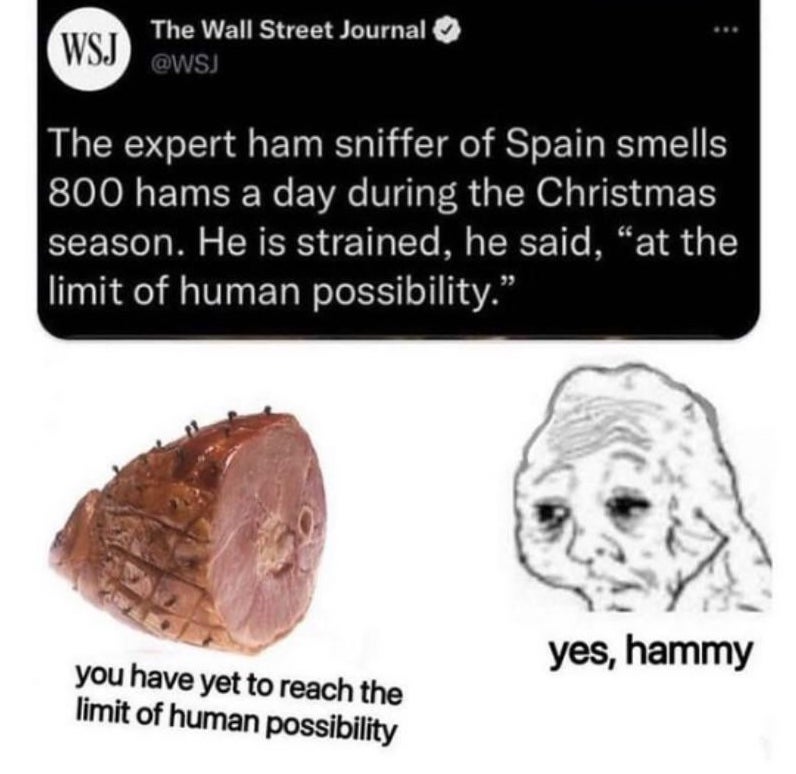 WSJ
The Wall Street Journal
@WSJ
The expert ham sniffer of Spain smells
800 hams a day during the Christmas
season. He is strained, he said, “at the
limit of human possibility.”
you have yet to reach the
limit of human possibility
yes, hammy